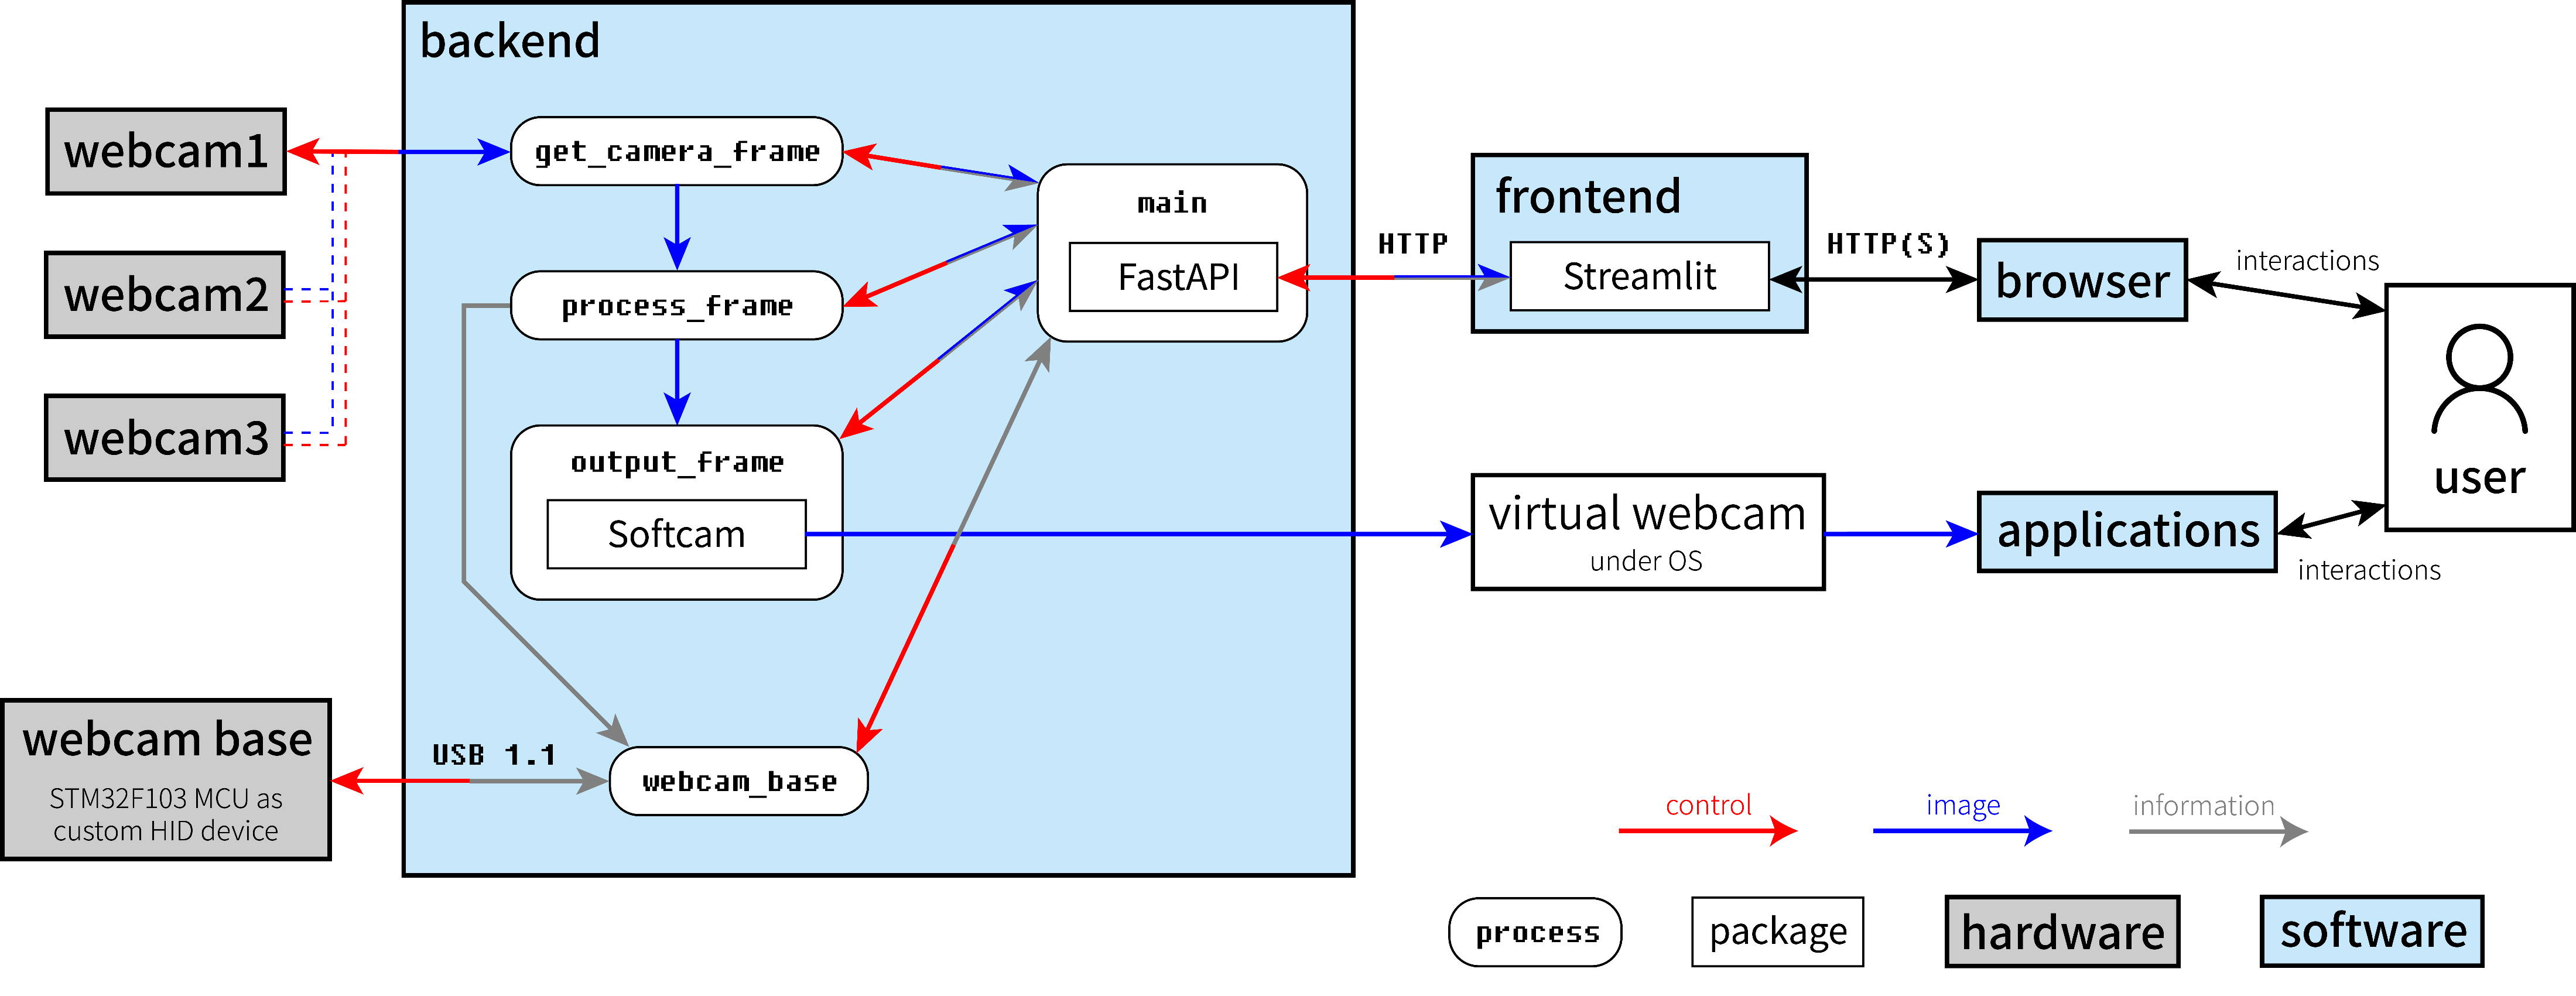 backend
webcam1
get_camera_frame
main
FastAPI
HTTP
frontend
Streamlit
HTTP(S)
browser
interactions
webcam2
process_frame
webcam3
output_frame
Softcam
virtual webcam
under OS
applications
user
interactions
webcam base
STM32F103 MCU as
custom HID device
USB 1.1
webcam_base
control
image
information
process
package
hardware
software